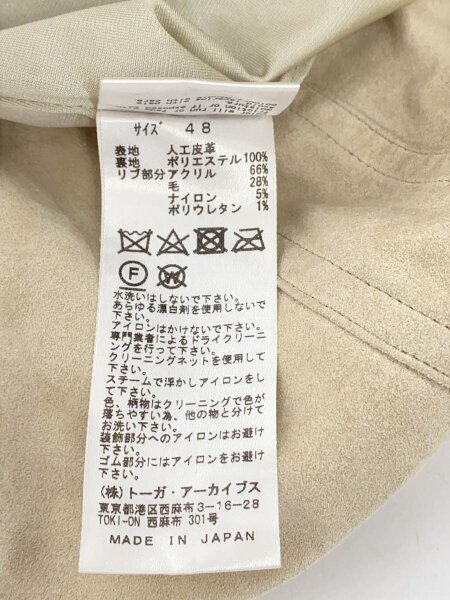 サイズ 48
表地 人工皮革
裏地 ポリエステル100%
リブ部分アクリル 66%
毛 28%
ナイロン 5%
ポリウレタン 1%
F
W
水洗いはしないで下さい。
あらゆる漂白剤を使用しないで
下さい。
アイロンはかけないで下さい。
専門業者によるドライクリーニ
ングを行って下さい。
クリーニングネットを使用して
下さい。
スチームで浮かしアイロンをし
て下さい。
色、柄物はクリーニングで色が
落ちやすい為、他の物と分けて
お洗い下さい。
装飾部分へのアイロンはお避け
下さい。
ゴム部分にはアイロンはお避け
下さい。
(株)トーガ・アーカイブス
東京都港区西麻布3-16-28
TOKI-ON 西麻布 301号
MADE IN JAPAN